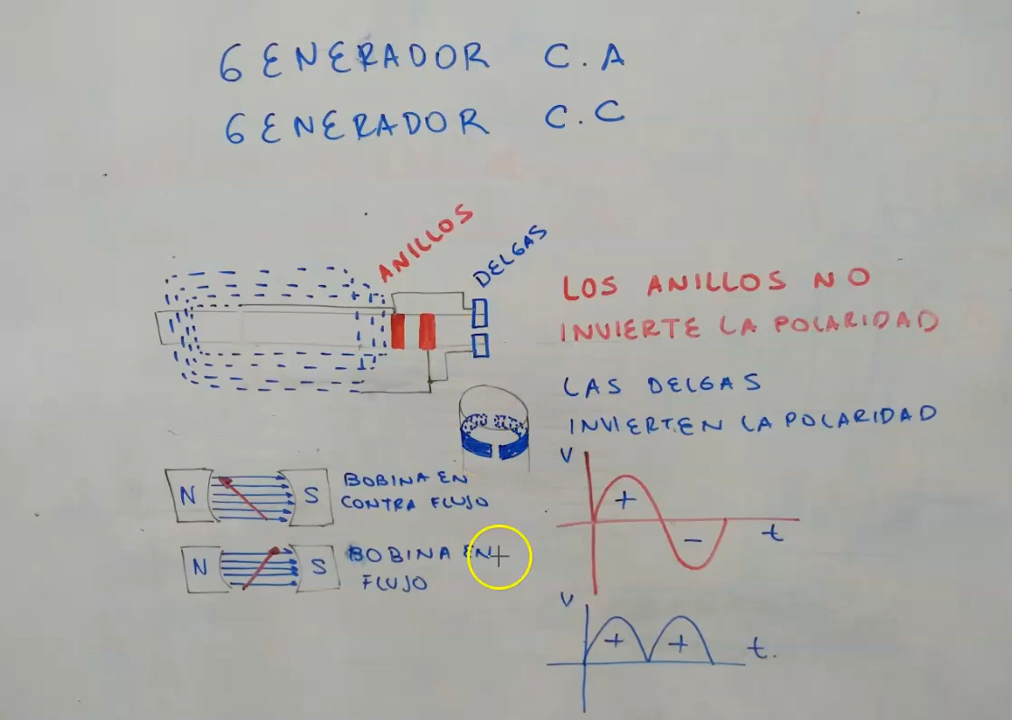 GENERADOR C.A
GENERADOR C.C
ANILLOS
DELGAS
LOS ANILLOS NO
INVIERTE LA POLARIDAD
LAS DELGAS
INVIERTEN LA POLARIDAD
N S
BOBINA EN
CONTRA FLUJO
N S
BOBINA EN
FLUJO
V
+
-
t
V
+ +
t.